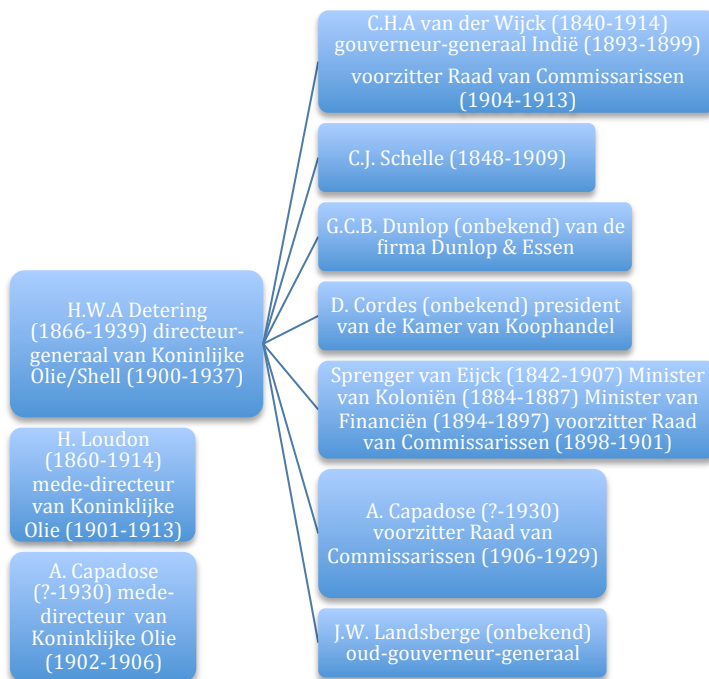 C.H.A van der Wijck (1840-1914)
gouverneur-generaal Indië (1893-1899)
voorzitter Raad van Commissarissen
(1904-1913)
C.J. Schelle (1848-1909)
G.C.B. Dunlop (onbekend) van de
firma Dunlop & Essen
H.W.A Detering
(1866-1939) directeur-
generaal van Koninlijke
Olie/Shell (1900-1937)
D. Cordes (onbekend) president
van de Kamer van Koophandel
Sprenger van Eijck (1842-1907) Minister
van Koloniën (1884-1887) Minister van
Financiën (1894-1897) voorzitter Raad
van Commissarissen (1898-1901)
H. Loudon
(1860-1914)
mede-directeur
van Koninklijke
Olie (1901-1913)
A. Capadose (?-1930)
voorzitter Raad van
Commissarissen (1906-1929)
A. Capadose
(?-1930) mede-
directeur van
Koninklijke Olie
(1902-1906)
J.W. Landsberge (onbekend)
oud-gouverneur-generaal